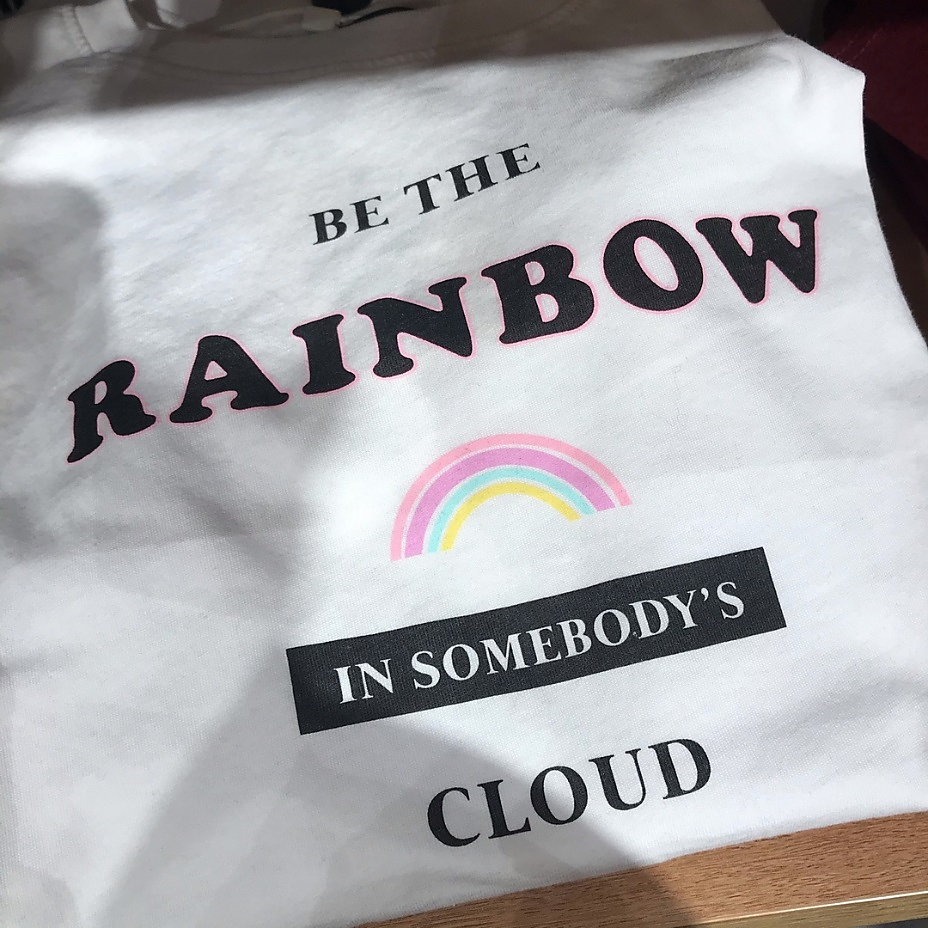 BE THE
RAINBOW
IN SOMEBODY'S
CLOUD